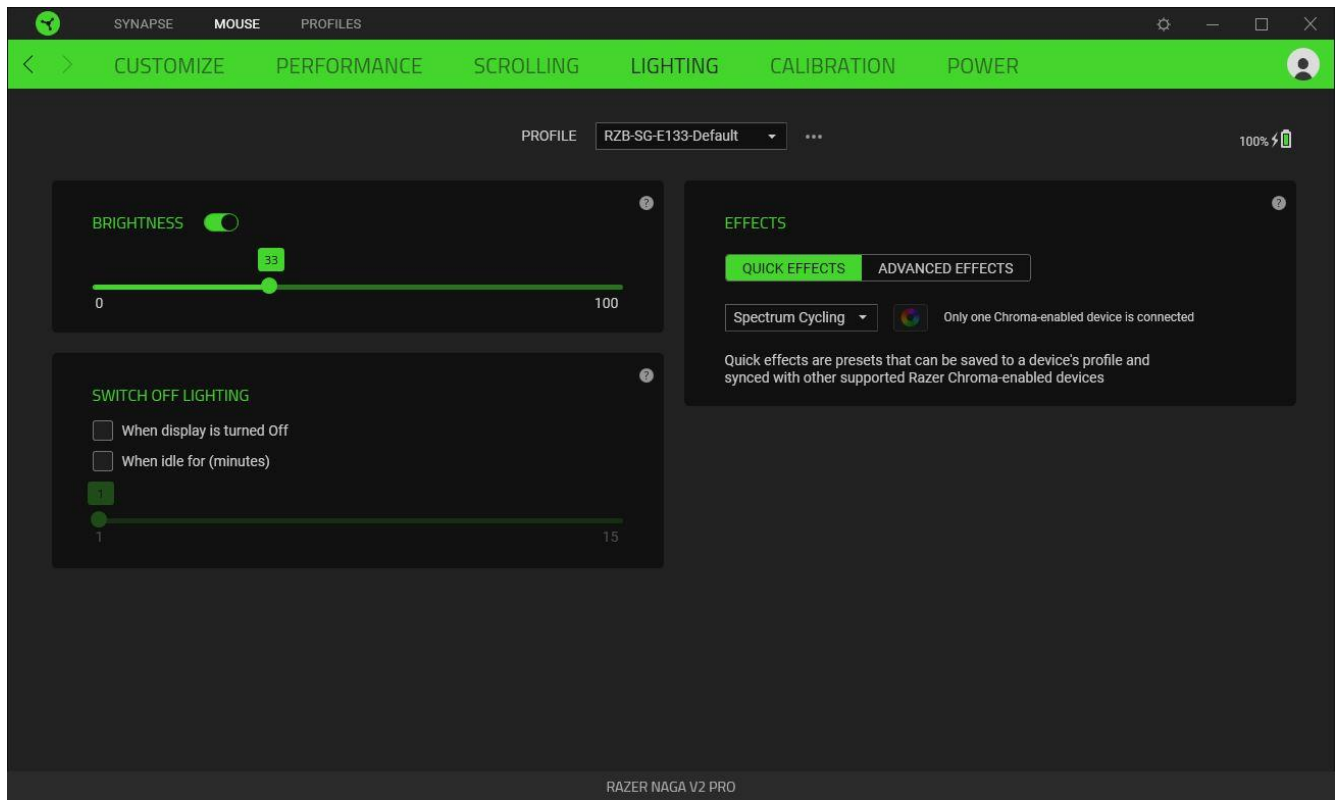 SYNAPSE MOUSE PROFILES
CUSTOMIZE PERFORMANCE SCROLLING LIGHTING CALIBRATION POWER
PROFILE RZB-SG-E133-Default
100%
BRIGHTNESS
33
0 100
SWITCH OFF LIGHTING
When display is turned Off
When idle for (minutes)
1
1 15
EFFECTS
QUICK EFFECTS ADVANCED EFFECTS
Spectrum Cycling Only one Chroma-enabled device is connected
Quick effects are presets that can be saved to a device's profile and
synced with other supported Razer Chroma-enabled devices
RAZER NAGA V2 PRO